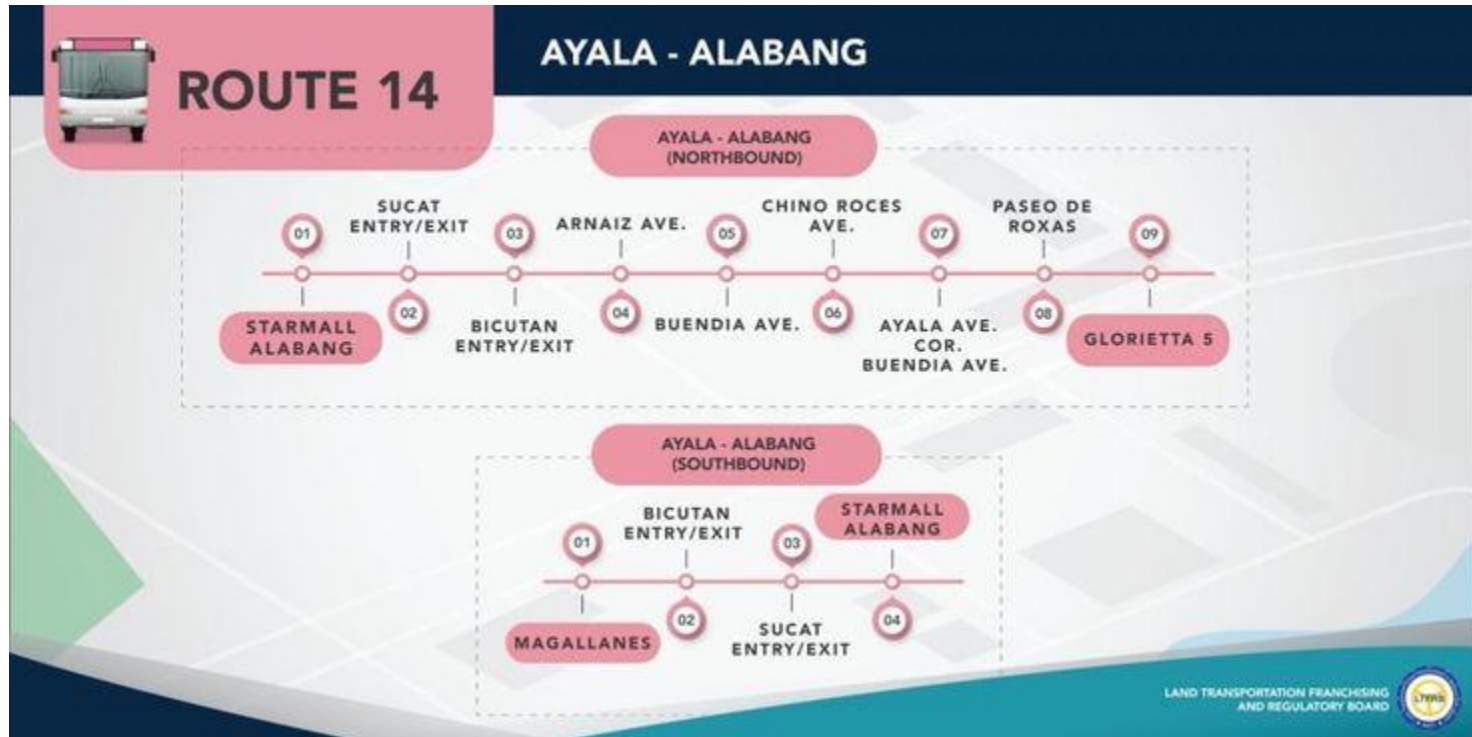 ROUTE 14
AYALA - ALABANG
AYALA - ALABANG
(NORTHBOUND)
01
STARMALL
ALABANG
SUCAT
ENTRY/EXIT
02
03
BICUTAN
ENTRY/EXIT
ARNAIZ AVE.
04
05
BUENDIA AVE.
CHINO ROCES
AVE.
06
07
AYALA AVE.
COR.
BUENDIA AVE.
PASEO DE
ROXAS
08
09
GLORIETTA 5
AYALA - ALABANG
(SOUTHBOUND)
01
MAGALLANES
BICUTAN
ENTRY/EXIT
02
03
SUCAT
ENTRY/EXIT
STARMALL
ALABANG
04
LAND TRANSPORTATION FRANCHISING
AND REGULATORY BOARD
LTFRB